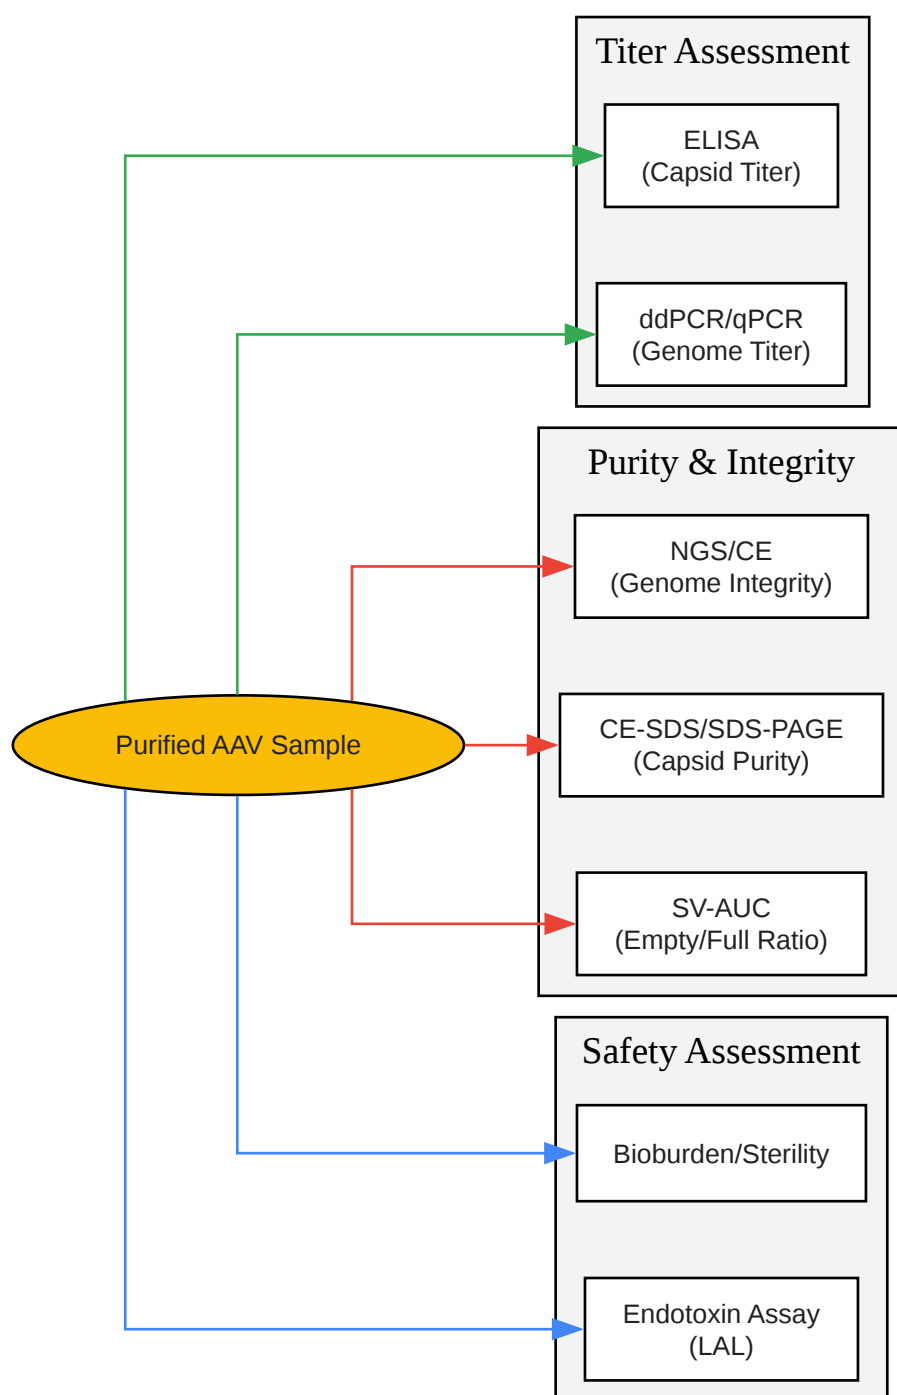 Titer Assessment
ELISA
(Capsid Titer)
ddPCR/qPCR
(Genome Titer)
Purity & Integrity
NGS/CE
(Genome Integrity)
Purified AAV Sample
CE-SDS/SDS-PAGE
(Capsid Purity)
SV-AUC
(Empty/Full Ratio)
Safety Assessment
Bioburden/Sterility
Endotoxin Assay
(LAL)